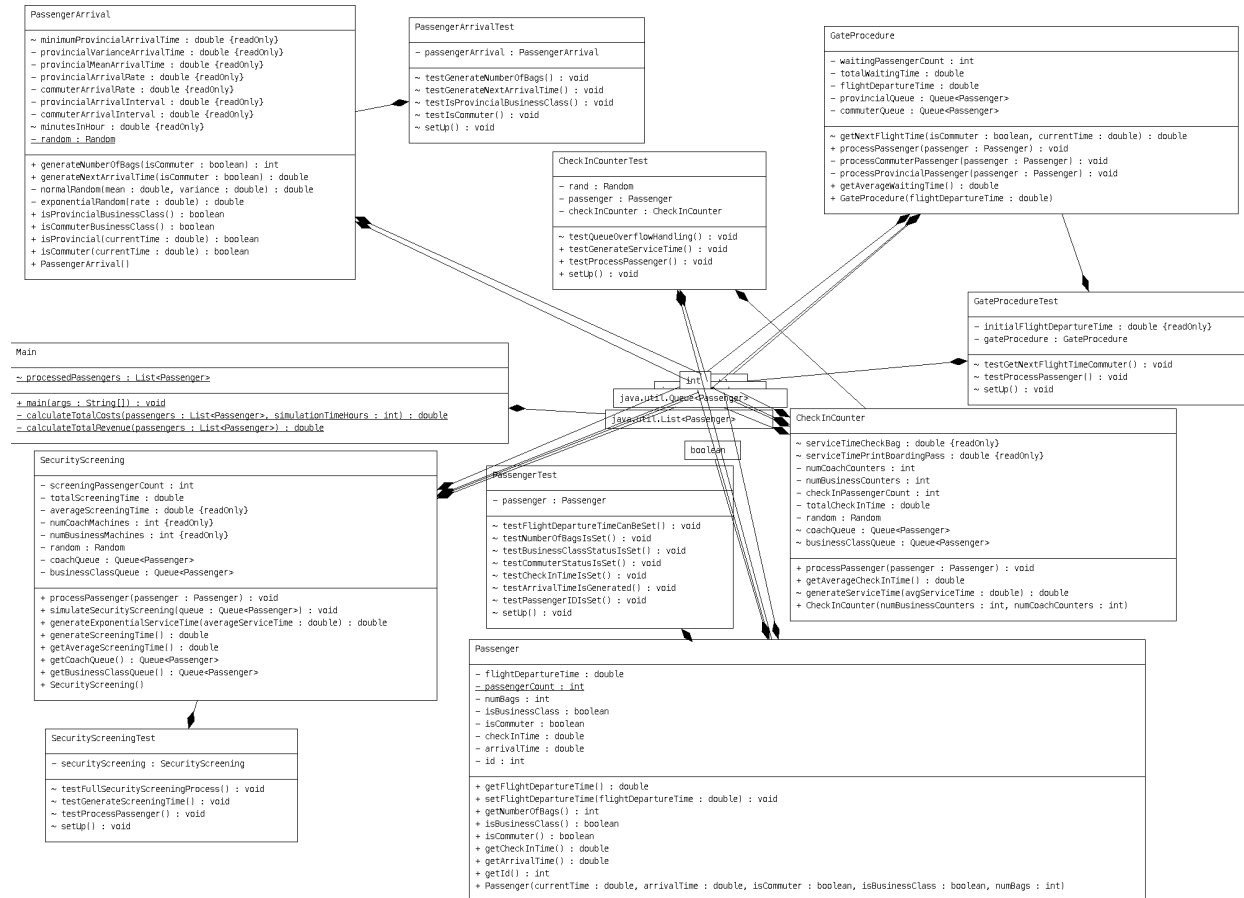 PassengerArrival
~ minimumProvincialArrivalTime : double {readOnly}
- provincialVarianceArrivalTime : double {readOnly}
- provincialMeanArrivalTime : double {readOnly}
- provincialArrivalRate : double {readOnly}
- commuterArrivalRate : double {readOnly}
- provincialArrivalInterval : double {readOnly}
- commuterArrivalInterval : double {readOnly}
~ minutesInHour : double {readOnly}
- random : Random
+ generateNumberOfBags(isCommuter : boolean) : int
+ generateNextArrivalTime(isCommuter : boolean) : double
- normalRandom(mean : double, variance : double) : double
- exponentialRandom(rate : double) : double
+ isProvincialBusinessClass() : boolean
+ isCommuterBusinessClass() : boolean
+ isProvincial(currentTime : double) : boolean
+ isCommuter(currentTime : double) : boolean
+ PassengerArrival()
PassengerArrivalTest
- passengerArrival : PassengerArrival
~ testGenerateNumberOfBags() : void
~ testGenerateNextArrivalTime() : void
~ testIsProvincialBusinessClass() : void
~ testIsCommuter() : void
~ setUp() : void
GateProcedure
- waitingPassengerCount : int
- totalWaitingTime : double
- flightDepartureTime : double
- provincialQueue : Queue<Passenger>
- commuterQueue : Queue<Passenger>
~ getNextFlightTime(isCommuter : boolean, currentTime : double) : double
+ processPassenger(passenger : Passenger) : void
- processCommuterPassenger(passenger : Passenger) : void
- processProvincialPassenger(passenger : Passenger) : void
+ getAverageWaitingTime() : double
+ GateProcedure(flightDepartureTime : double)
CheckInCounterTest
- rand : Random
- passenger : Passenger
- checkInCounter : CheckInCounter
~ testQueueOverflowHandling() : void
+ testGenerateServiceTime() : void
+ testProcessPassenger() : void
+ setUp() : void
GateProcedureTest
- initialFlightDepartureTime : double {readOnly}
- gateProcedure : GateProcedure
~ testGetNextFlightTimeCommuter() : void
~ testProcessPassenger() : void
~ setUp() : void
Main
~ processedPassengers : List<Passenger>
+ main(args : String[]) : void
- calculateTotalCosts(passengers : List<Passenger>, simulationTimeHours : int) : double
- calculateTotalRevenue(passengers : List<Passenger>) : double
int
java.util.Queue<Passenger>
java.util.List<Passenger>
boolean
CheckInCounter
~ serviceTimeCheckBag : double {readOnly}
~ serviceTimePrintBoardingPass : double {readOnly}
- numCoachCounters : int
- numBusinessCounters : int
- checkInPassengerCount : int
- totalCheckInTime : double
- random : Random
~ coachQueue : Queue<Passenger>
~ businessClassQueue : Queue<Passenger>
+ processPassenger(passenger : Passenger) : void
+ getAverageCheckInTime() : double
~ generateServiceTime(avgServiceTime : double) : double
+ CheckInCounter(numBusinessCounters : int, numCoachCounters : int)
SecurityScreening
- screeningPassengerCount : int
- totalScreeningTime : double
- averageScreeningTime : double {readOnly}
- numCoachMachines : int {readOnly}
- numBusinessMachines : int {readOnly}
- random : Random
- coachQueue : Queue<Passenger>
- businessClassQueue : Queue<Passenger>
+ processPassenger(passenger : Passenger) : void
+ simulateSecurityScreening(queue : Queue<Passenger>) : void
+ generateExponentialServiceTime(averageServiceTime : double) : double
+ generateScreeningTime() : double
+ getAverageScreeningTime() : double
+ getCoachQueue() : Queue<Passenger>
+ getBusinessClassQueue() : Queue<Passenger>
+ SecurityScreening()
PassengerTest
- passenger : Passenger
~ testFlightDepartureTimeCanBeSet() : void
~ testNumberOfBagsIsSet() : void
~ testBusinessClassStatusIsSet() : void
~ testCommuterStatusIsSet() : void
~ testCheckInTimeIsSet() : void
~ testArrivalTimeIsGenerated() : void
~ testPassengerIDIsSet() : void
~ setUp() : void
SecurityScreeningTest
- securityScreening : SecurityScreening
~ testFullSecurityScreeningProcess() : void
~ testGenerateScreeningTime() : void
~ testProcessPassenger() : void
~ setUp() : void
Passenger
- flightDepartureTime : double
- passengerCount : int
- numBags : int
- isBusinessClass : boolean
- isCommuter : boolean
- checkInTime : double
- arrivalTime : double
- id : int
+ getFlightDepartureTime() : double
+ setFlightDepartureTime(flightDepartureTime : double) : void
+ getNumberOfBags() : int
+ isBusinessClass() : boolean
+ isCommuter() : boolean
+ getCheckInTime() : double
+ getArrivalTime() : double
+ getId() : int
+ Passenger(currentTime : double, arrivalTime : double, isCommuter : boolean, isBusinessClass : boolean, numBags : int)